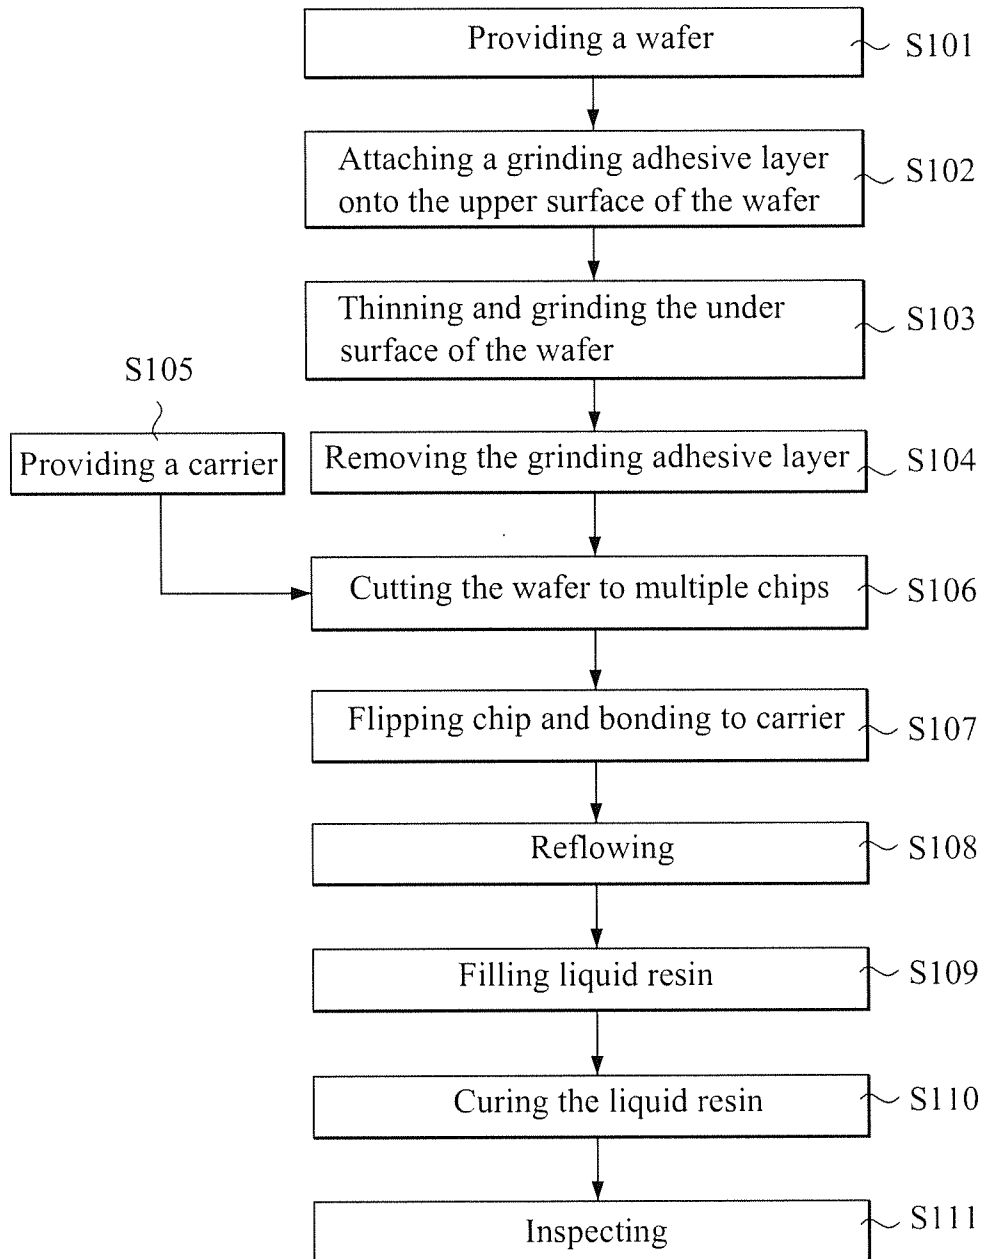 Providing a wafer
S101
Attaching a grinding adhesive layer
onto the upper surface of the wafer
S102
Thinning and grinding the under
surface of the wafer
S103
S105
Providing a carrier
Removing the grinding adhesive layer
S104
Cutting the wafer to multiple chips
S106
Flipping chip and bonding to carrier
S107
Reflowing
S108
Filling liquid resin
S109
Curing the liquid resin
S110
Inspecting
S111